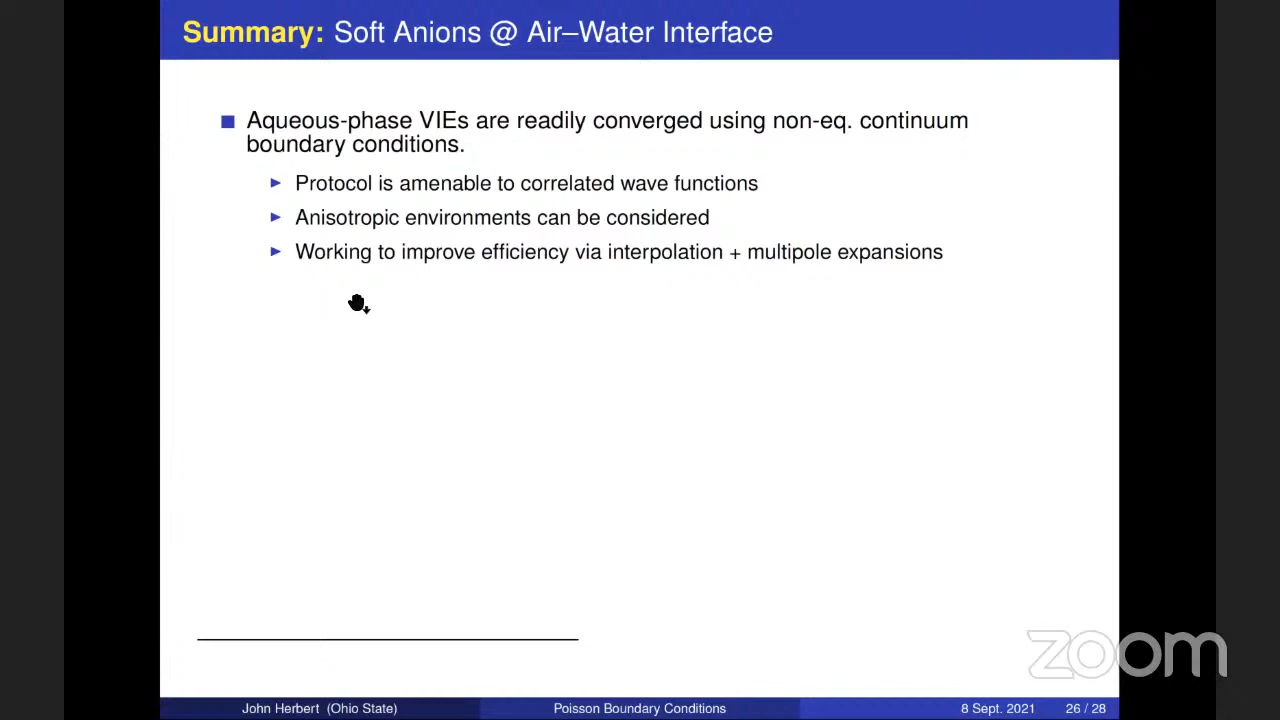 Summary: Soft Anions @ Air–Water Interface
Aqueous-phase VIEs are readily converged using non-eq. continuum
boundary conditions.
Protocol is amenable to correlated wave functions
Anisotropic environments can be considered
Working to improve efficiency via interpolation + multipole expansions
zoom
John Herbert (Ohio State) Poisson Boundary Conditions 8 Sept. 2021 26 / 28